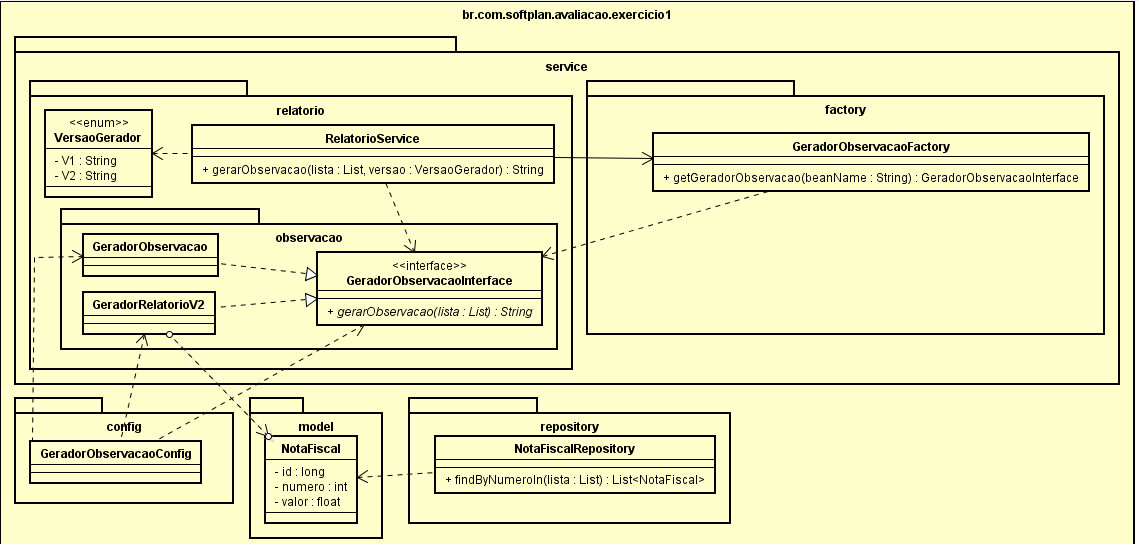 br.com.softplan.avaliacao.exercicio1
service
relatorio
<<enum>>
VersaoGerador
- V1 : String
- V2 : String
RelatorioService
+ gerarObservacao(lista : List, versao : VersaoGerador) : String
observacao
GeradorObservacao
GeradorRelatorioV2
<<interface>>
GeradorObservacaoInterface
+ gerarObservacao(lista : List) : String
factory
GeradorObservacaoFactory
+ getGeradorObservacao(beanName : String) : GeradorObservacaoInterface
config
GeradorObservacaoConfig
model
NotaFiscal
- id : long
- numero : int
- valor : float
repository
NotaFiscalRepository
+ findByNumeroIn(lista : List) : List<NotaFiscal>